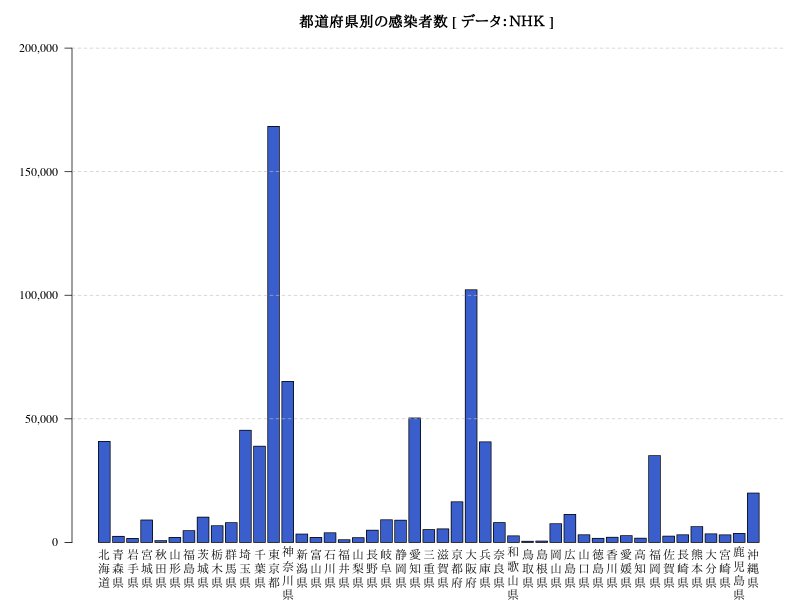 都道府県別の感染者数 [ データ：NHK ]
200,000
150,000
100,000
50,000
0
北海道
青森県
岩手県
宮城県
秋田県
山形県
福島県
茨城県
栃木県
群馬県
埼玉県
千葉県
東京都
神奈川県
新潟県
富山県
石川県
福井県
山梨県
長野県
岐阜県
静岡県
愛知県
三重県
滋賀県
京都府
大阪府
兵庫県
奈良県
和歌山県
鳥取県
島根県
岡山県
広島県
山口県
徳島県
香川県
愛媛県
高知県
福岡県
佐賀県
長崎県
熊本県
大分県
宮崎県
鹿児島県
沖縄県